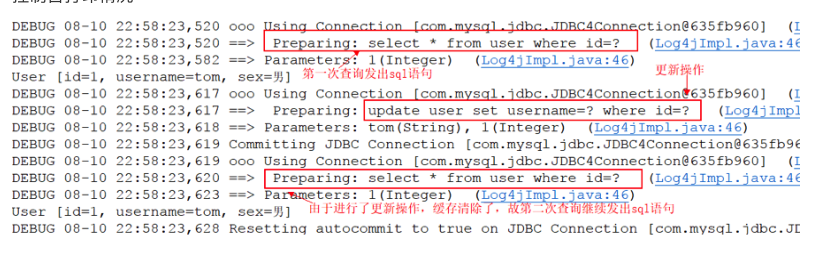 DEBUG 08-10 22:58:23,520 ooo Using Connection [com.mysql.jdbc.JDBC4Connection@635fb960] (L
DEBUG 08-10 22:58:23,520 ==> Preparing: select * from user where id=? (Log4jImpl.java:46
DEBUG 08-10 22:58:23,582 ==> Parameters: 1(Integer) (Log4jImpl.java:46)
User [id=1, username=tom, sex=男]
第一次查询发出sql语句
更新操作
DEBUG 08-10 22:58:23,617 ooo Using Connection [com.mysql.jdbc.JDBC4Connection@635fb960] (L
DEBUG 08-10 22:58:23,617 ==> Preparing: update user set username=? where id=? (Log4jImpl
DEBUG 08-10 22:58:23,618 ==> Parameters: tom(String), 1(Integer) (Log4jImpl.java:46)
DEBUG 08-10 22:58:23,619 Committing JDBC Connection [com.mysql.jdbc.JDBC4Connection@635fb96
DEBUG 08-10 22:58:23,619 ooo Using Connection [com.mysql.jdbc.JDBC4Connection@635fb960] (L
DEBUG 08-10 22:58:23,620 ==> Preparing: select * from user where id=? (Log4jImpl.java:46
DEBUG 08-10 22:58:23,623 ==> Parameters: 1(Integer) (Log4jImpl.java:46)
User [id=1, username=tom, sex=男]
由于进行了更新操作，缓存清除了，故第二次查询继续发出sql语句
DEBUG 08-10 22:58:23,628 Resetting autocommit to true on JDBC Connection [com.mysql.jdbc.JD